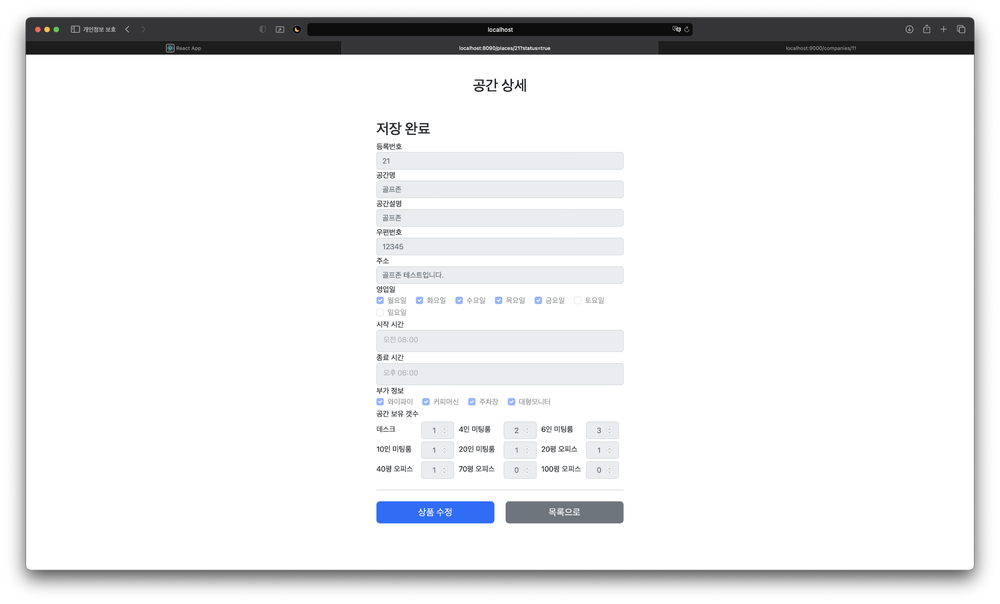 개인정보 보호
localhost
React App
localhost:8090/places/21?status=true
localhost:9000/companies/11
공간 상세
저장 완료
등록번호
21
공간명
골프존
공간설명
골프존
우편번호
12345
주소
골프존 테스트입니다.
영업일
월요일 화요일 수요일 목요일 금요일 토요일
일요일
시작 시간
오전 08:00
종료 시간
오후 06:00
부가 정보
와이파이 커피머신 주차장 대형모니터
공간 보유 갯수
데스크 1 4인 미팅룸 2 6인 미팅룸 3
10인 미팅룸 1 20인 미팅룸 1 20평 오피스 1
40평 오피스 1 70평 오피스 0 100평 오피스 0
상품 수정
목록으로